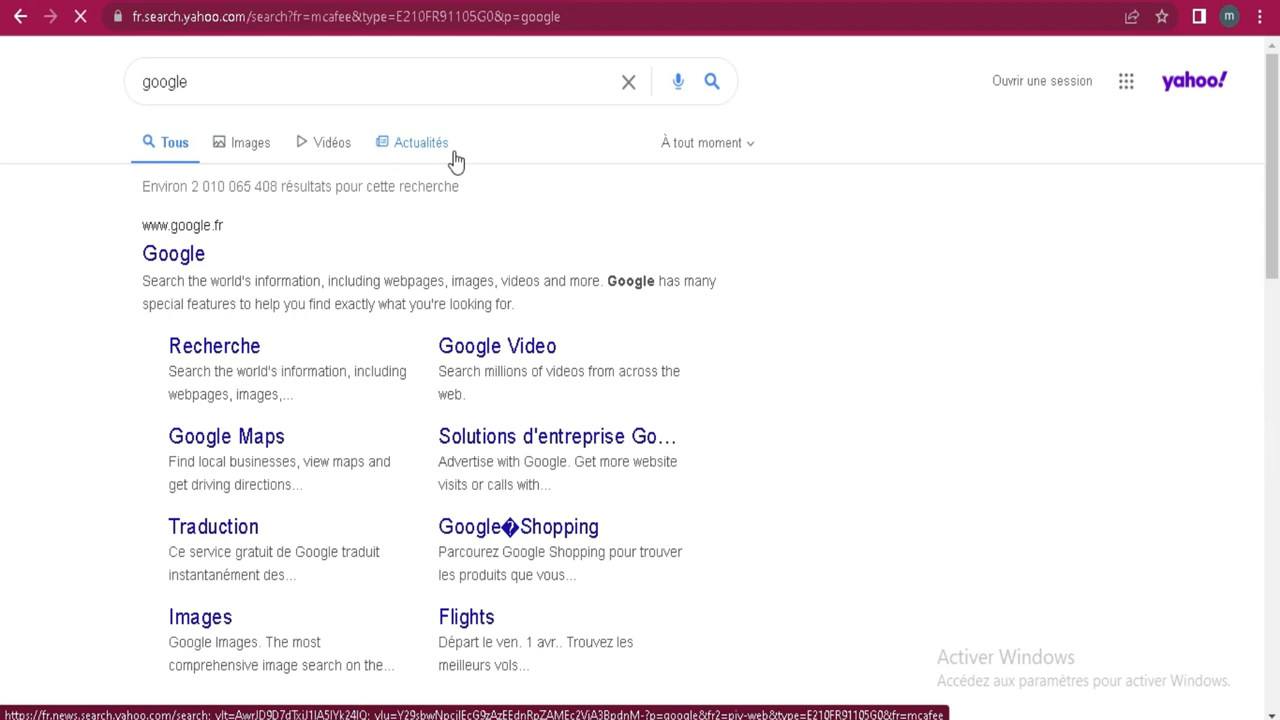 fr.search.yahoo.com/search?fr=mcafee&type=E210FR91105G0&p=google
m
google
Ouvrir une session
yahoo!
Tous
Images
Vidéos
Actualités
À tout moment
Environ 2 010 065 408 résultats pour cette recherche
www.google.fr
Google
Search the world's information, including webpages, images, videos and more. Google has many
special features to help you find exactly what you're looking for.
Recherche
Search the world's information, including
webpages, images,...
Google Video
Search millions of videos from across the
web.
Google Maps
Find local businesses, view maps and
get driving directions...
Solutions d'entreprise Go...
Advertise with Google. Get more website
visits or calls with...
Traduction
Ce service gratuit de Google traduit
instantanément des...
Google�Shopping
Parcourez Google Shopping pour trouver
les produits que vous...
Images
Google Images. The most
comprehensive image search on the...
Flights
Départ le ven. 1 avr.. Trouvez les
meilleurs vols...
Activer Windows
Accédez aux paramètres pour activer Windows.